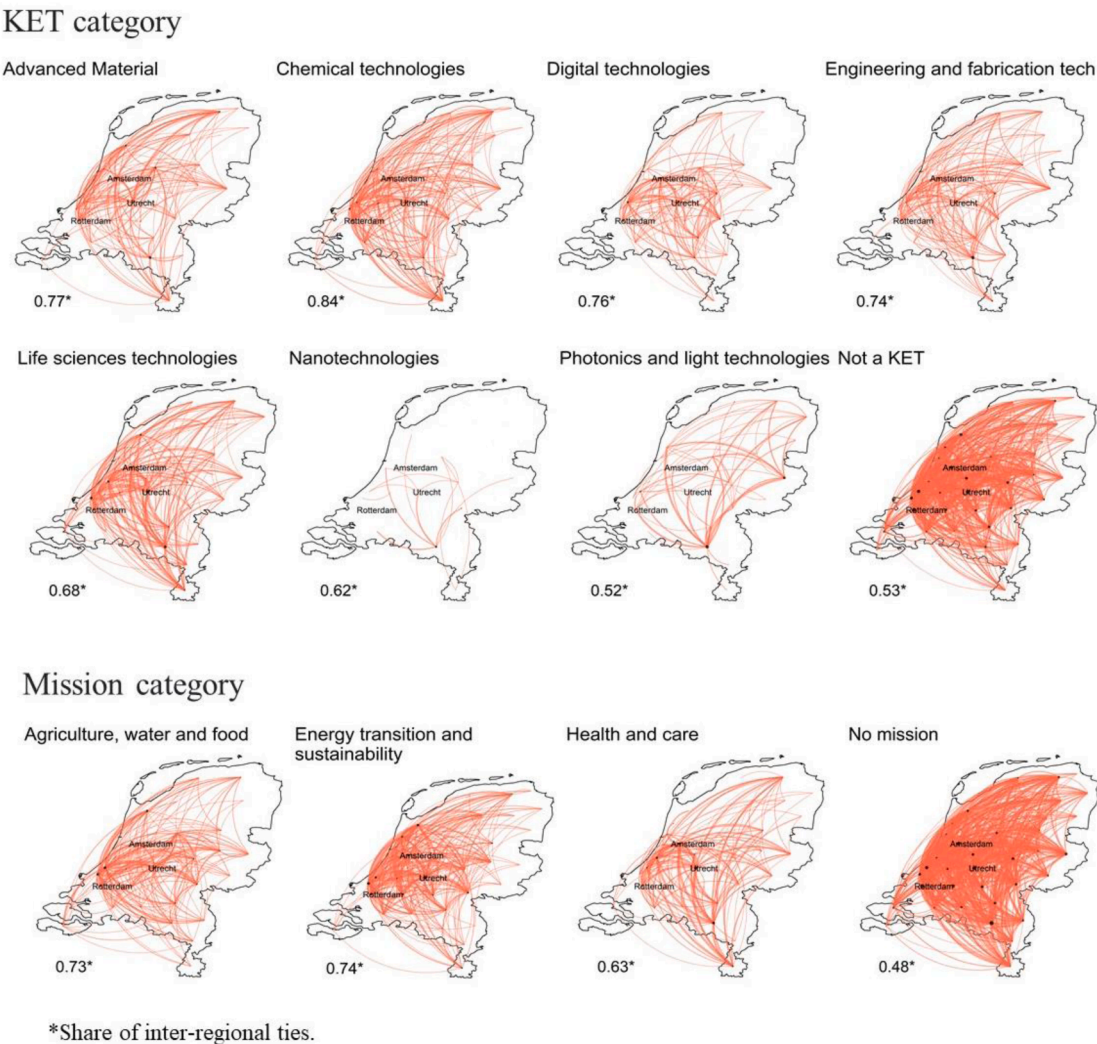 KET category
Advanced Material
Chemical technologies
Digital technologies
Engineering and fabrication tech
Amsterdam
Utrecht
Rotterdam
0.77*
Amsterdam
Utrecht
Rotterdam
0.84*
Amsterdam
Utrecht
Rotterdam
0.76*
Amsterdam
Utrecht
Rotterdam
0.74*
Life sciences technologies
Nanotechnologies
Photonics and light technologies
Not a KET
Amsterdam
Utrecht
Rotterdam
0.68*
Amsterdam
Utrecht
Rotterdam
0.62*
Amsterdam
Utrecht
Rotterdam
0.52*
Amsterdam
Utrecht
Rotterdam
0.53*
Mission category
Agriculture, water and food
Energy transition and
sustainability
Health and care
No mission
Amsterdam
Utrecht
Rotterdam
0.73*
Amsterdam
Utrecht
Rotterdam
0.74*
Amsterdam
Utrecht
Rotterdam
0.63*
Amsterdam
Utrecht
Rotterdam
0.48*
*Share of inter-regional ties.